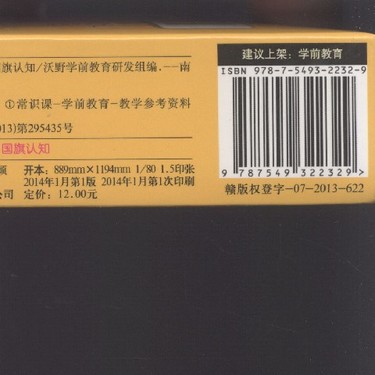 国旗认知/沃野学前教育研发组编.--南
①常识课-学前教育-教学参考资料
013)第295435号
国旗认知
开本:889mm×1194mm 1/80 1.5印张
2014年1月第1版 2014年1月第1次印刷
公司 定价:12.00元
建议上架:学前教育
ISBN 978-7-5493-2232-9
9 787549 322329>
赣版权登字-07-2013-622